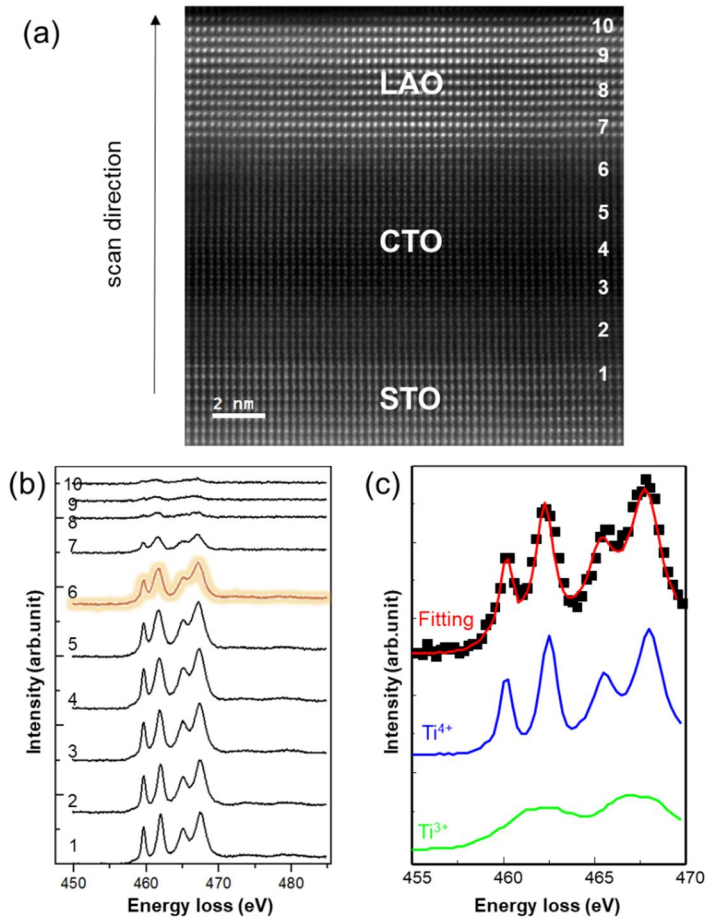 (a)
scan direction
10
9
LAO
8
7
6
5
CTO
4
3
2
1
STO
2 nm
(b)
(c)
10
9
8
7
6
5
4
3
2
1
Intensity (arb.unit)
450 460 470 480
Energy loss (eV)
Fitting
Ti4+
Ti3+
Intensity (arb.unit)
455 460 465 470
Energy loss (eV)